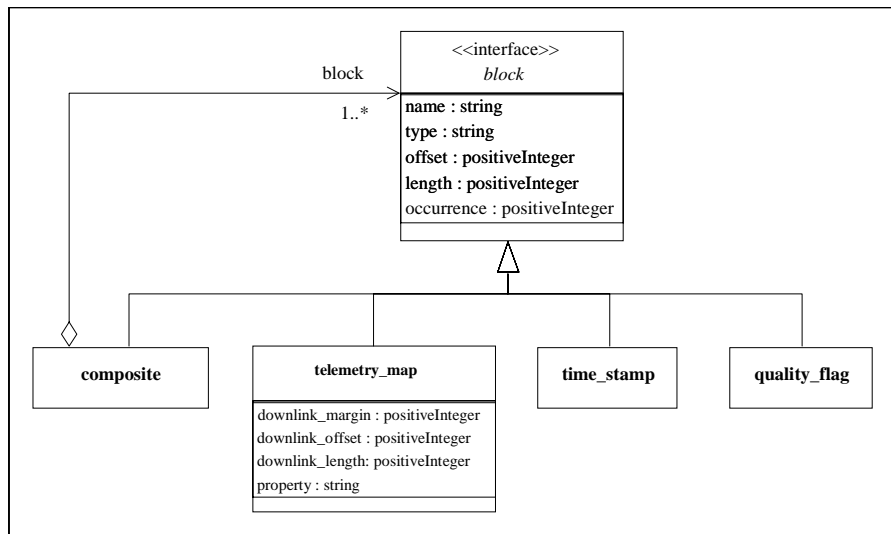 <<interface>>
block
block
1..*
name : string
type : string
offset : positiveInteger
length : positiveInteger
occurrence : positiveInteger
composite
telemetry_map
time_stamp
quality_flag
downlink_margin : positiveInteger
downlink_offset : positiveInteger
downlink_length: positiveInteger
property : string